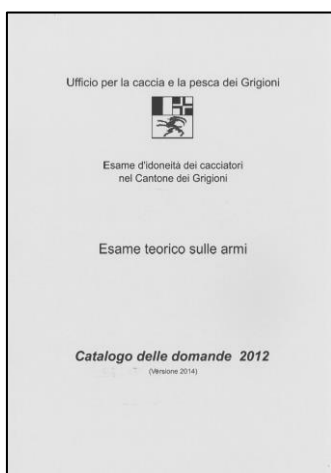 Ufficio per la caccia e la pesca dei Grigioni
Esame d'idoneità dei cacciatori
nel Cantone dei Grigioni
Esame teorico sulle armi
Catalogo delle domande 2012
(Versione 2014)